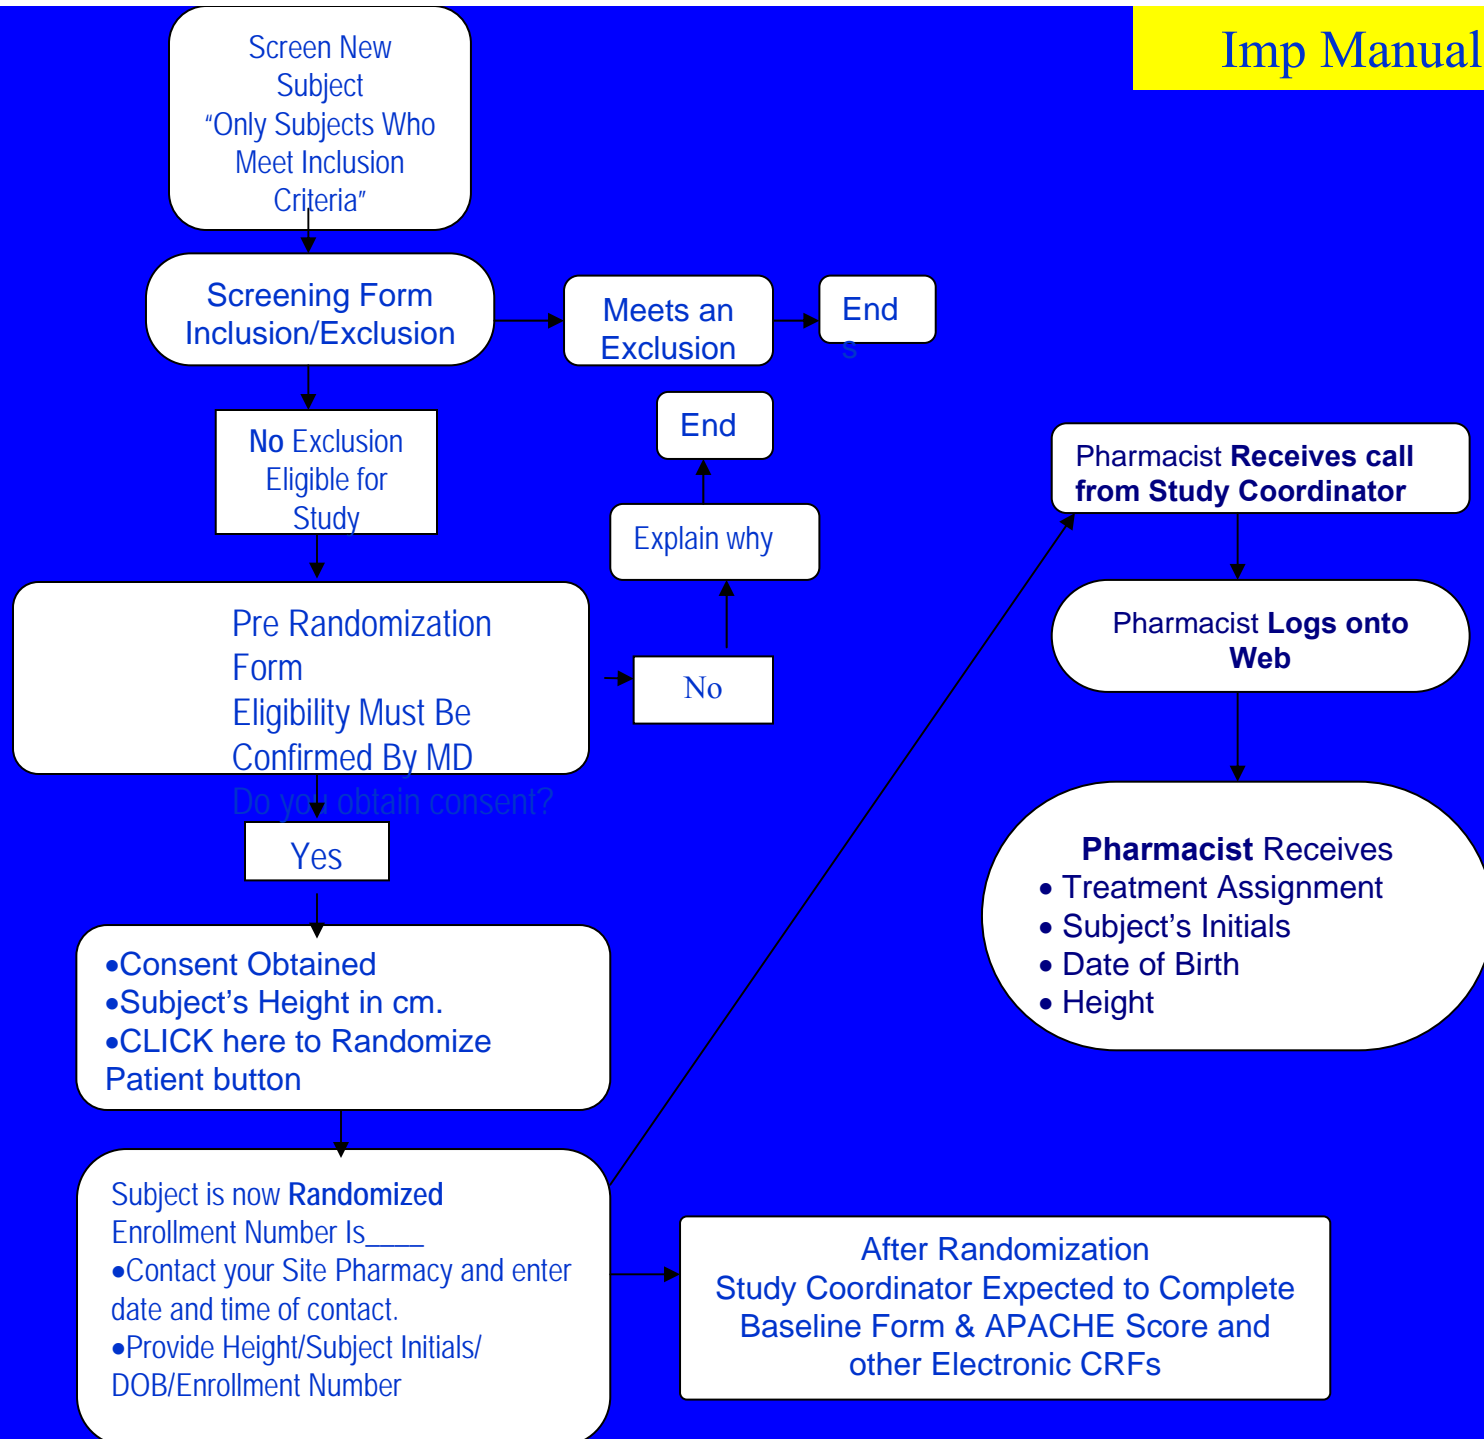 Imp Manual
Screen New
Subject
“Only Subjects Who
Meet Inclusion
Criteria”
Screening Form
Inclusion/Exclusion
Meets an
Exclusion
End
s
No Exclusion
Eligible for
Study
End
Explain why
Pre Randomization
Form
Eligibility Must Be
Confirmed By MD
Do you obtain consent?
No
Yes
•Consent Obtained
•Subject’s Height in cm.
•CLICK here to Randomize
Patient button
Subject is now Randomized
Enrollment Number Is____
•Contact your Site Pharmacy and enter
date and time of contact.
•Provide Height/Subject Initials/
DOB/Enrollment Number
After Randomization
Study Coordinator Expected to Complete
Baseline Form & APACHE Score and
other Electronic CRFs
Pharmacist Receives call
from Study Coordinator
Pharmacist Logs onto
Web
Pharmacist Receives
• Treatment Assignment
• Subject’s Initials
• Date of Birth
• Height